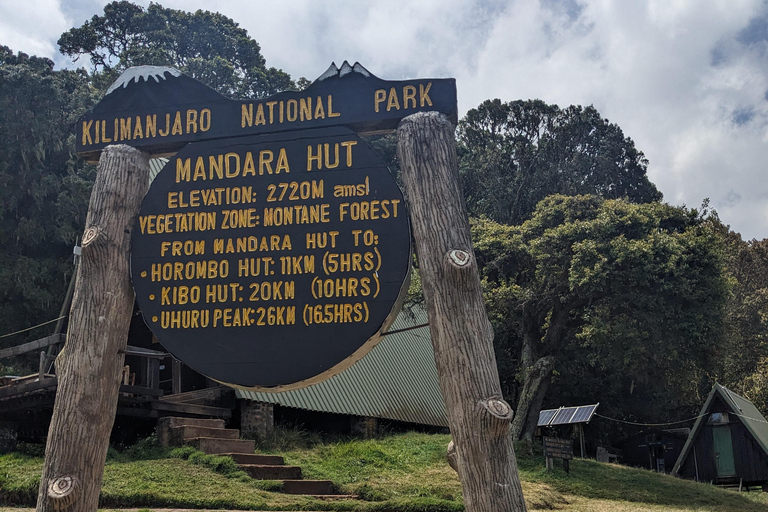 KILIMANJARO NATIONAL PARK
MANDARA HUT
ELEVATION: 2720M amsl
VEGETATION ZONE: MONTANE FOREST
FROM MANDARA HUT TO:
• HOROMBO HUT: 11KM (5HRS)
• KIBO HUT: 20KM (10HRS)
• UHURU PEAK: 26KM (16.5HRS)